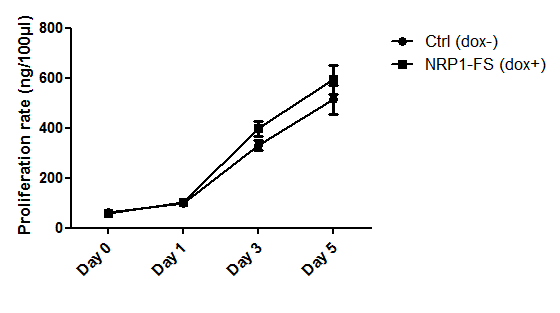 Proliferation rate (ng/100µl)
800
600
400
200
0
Day 0
Day 1
Day 3
Day 5
Ctrl (dox-)
NRP1-FS (dox+)